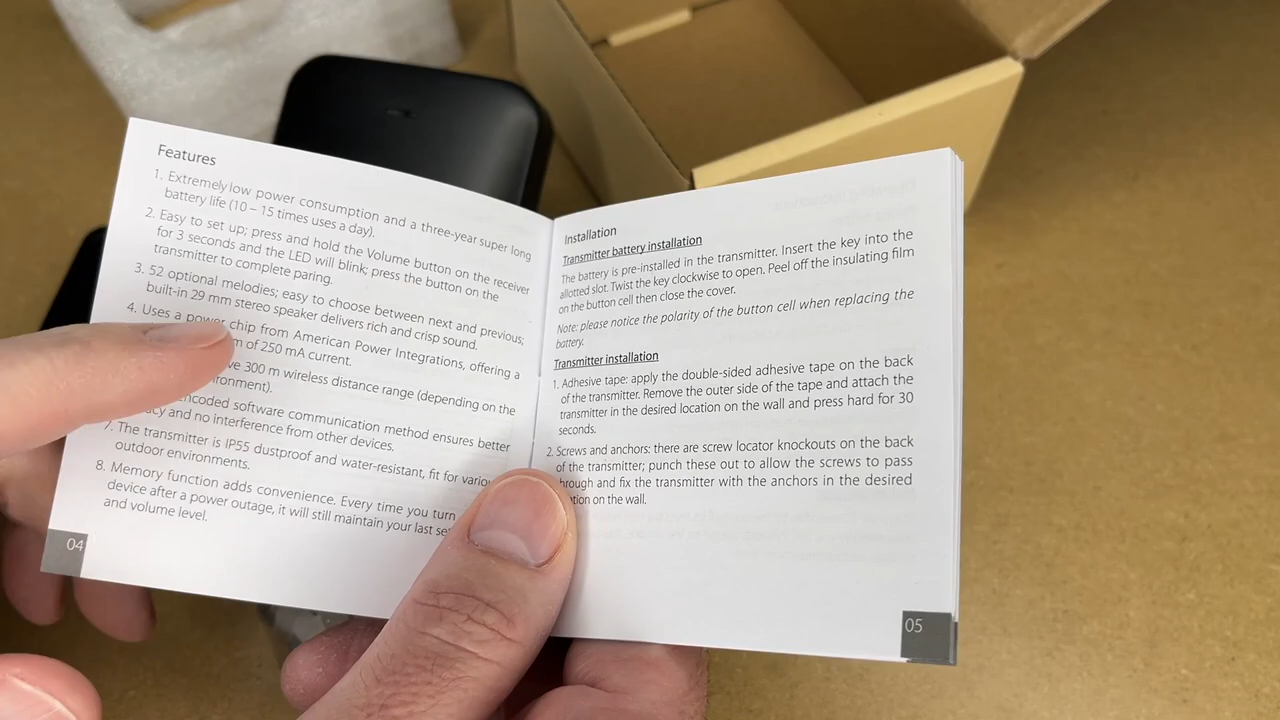 Features
1. Extremely low power consumption and a three-year super long
battery life (10 – 15 times uses a day).
2. Easy to set up; press and hold the Volume button on the receiver
for 3 seconds and the LED will blink; press the button on the
transmitter to complete paring.
3. 52 optional melodies; easy to choose between next and previous;
built-in 29 mm stereo speaker delivers rich and crisp sound.
4. Uses a power chip from American Power Integrations, offering a
of 250 mA current.
300 m wireless distance range (depending on the
encoded software communication method ensures better
and no interference from other devices.
7. The transmitter is IP55 dustproof and water-resistant, fit for
outdoor environments.
8. Memory function adds convenience. Every time you turn
device after a power outage, it will still maintain your last
and volume level.
04
Installation
Transmitter battery installation
The battery is pre-installed in the transmitter. Insert the key into the
allotted slot. Twist the key clockwise to open. Peel off the insulating film
on the button cell then close the cover.
Note: please notice the polarity of the button cell when replacing the
battery.
Transmitter installation
1. Adhesive tape: apply the double-sided adhesive tape on the back
of the transmitter. Remove the outer side of the tape and attach the
transmitter in the desired location on the wall and press hard for 30
seconds.
2. Screws and anchors: there are screw locator knockouts on the back
of the transmitter; punch these out to allow the screws to pass
through and fix the transmitter with the anchors in the desired
on the wall.
05